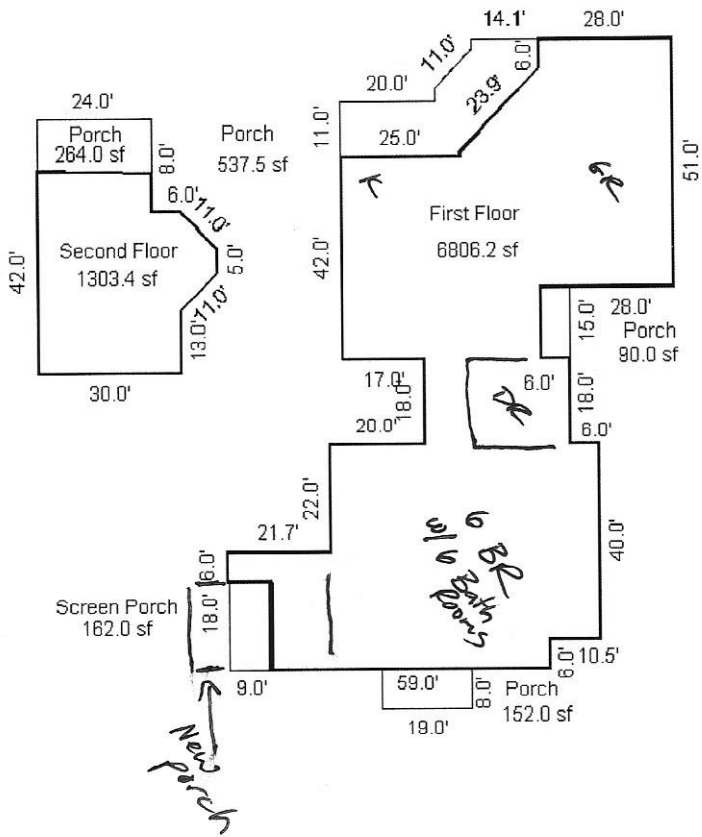 14.1'
28.0'
11.0'
6.0'
20.0'
23.9'
24.0'
11.0'
Porch
264.0 sf
8.0'
Porch
537.5 sf
25.0'
51.0'
K
GR
6.0'
11.0'
First Floor
6806.2 sf
42.0'
Second Floor
1303.4 sf
5.0'
42.0'
11.0'
13.0'
28.0'
15.0'
Porch
90.0 sf
30.0'
17.0'
18.0'
6.0'
DR
18.0'
20.0'
6.0'
22.0'
40.0'
21.7'
6 BR
w/ 6 Bath
Rooms
6.0'
Screen Porch
162.0 sf
18.0'
9.0'
59.0'
8.0'
6.0'
10.5'
Porch
152.0 sf
19.0'
New
Porch